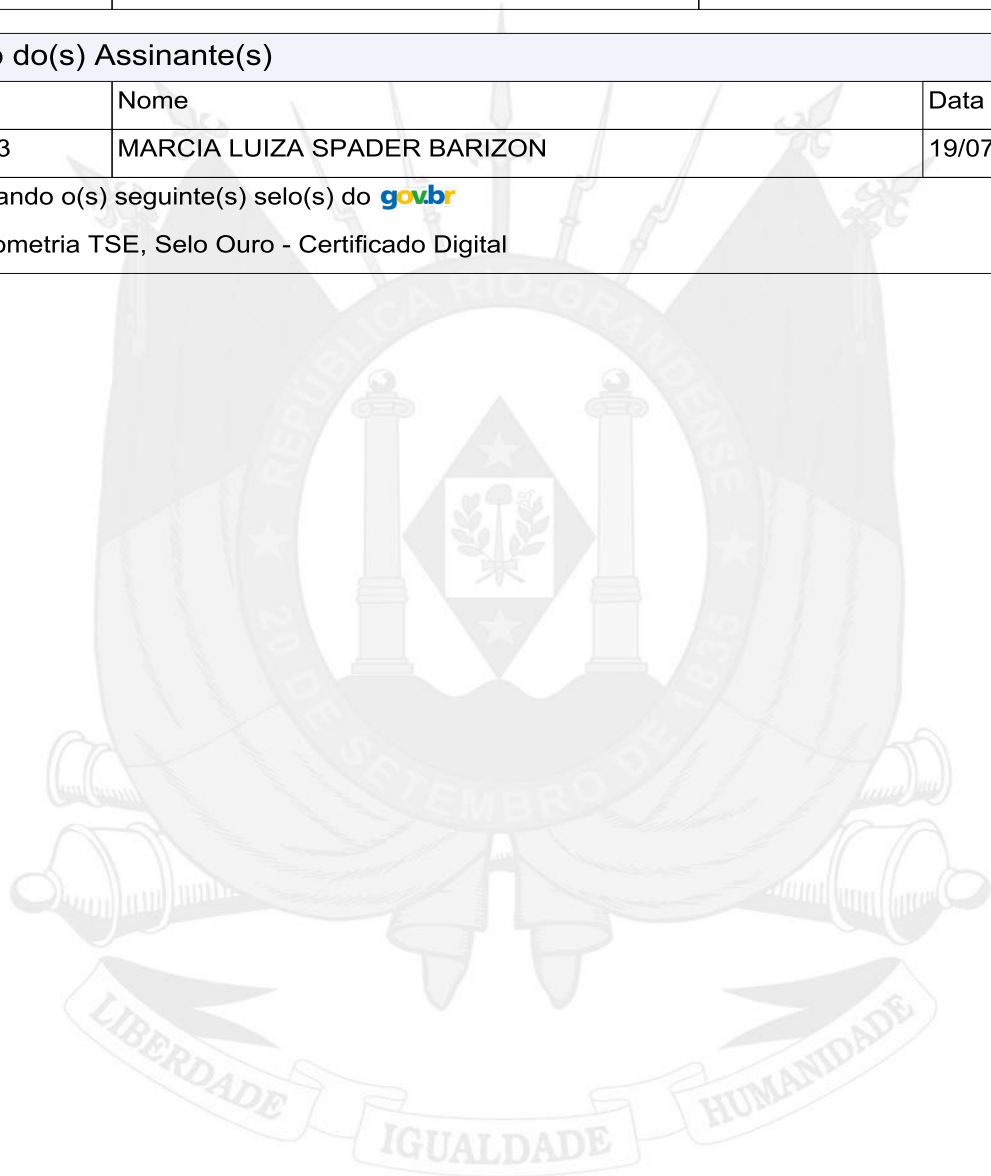 o do(s) Assinante(s)
Nome Data
3 MARCIA LUIZA SPADER BARIZON 19/07
ando o(s) seguinte(s) selo(s) do gov.br
ometria TSE, Selo Ouro - Certificado Digital
REPÚBLICA RIO-GRANDENSE
20 DE SETEMBRO DE 1835
LIBERDADE
IGUALDADE
HUMANIDADE